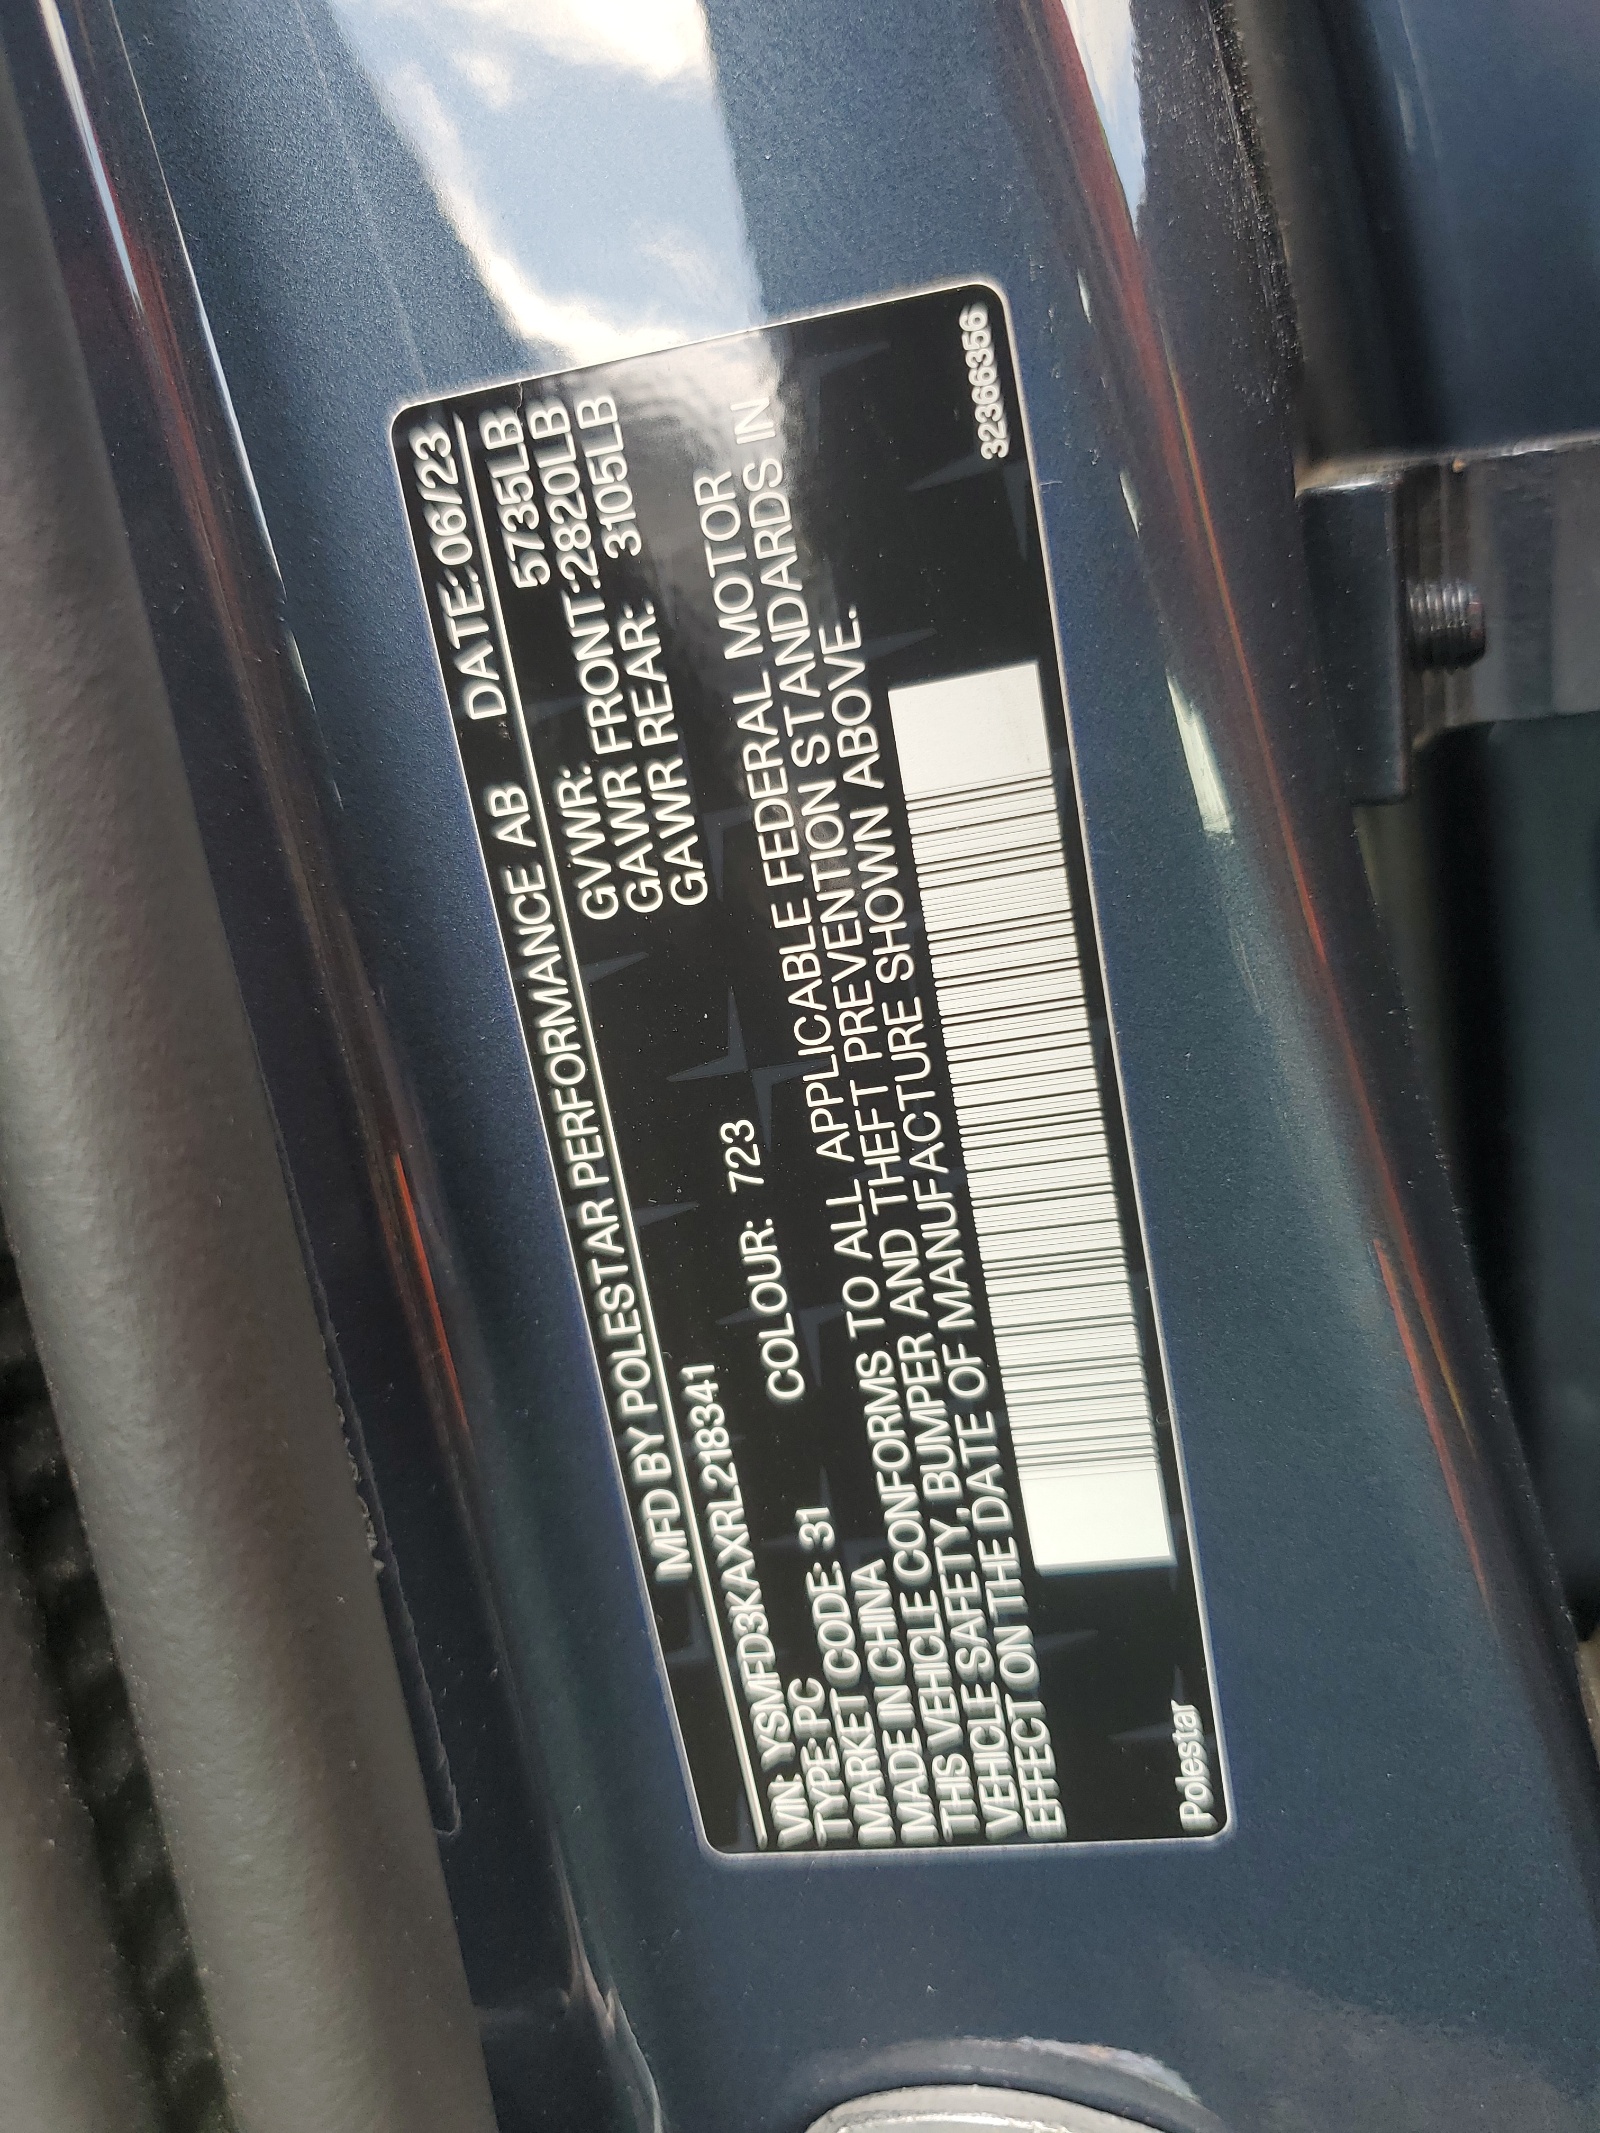 MFD BY POLESTAR PERFORMANCE AB DATE: 06/23
VIN: YSMFD3KAXRL218341 GVWR: 5735LB
TYPE: PC GAWR FRONT: 2820LB
MARKET CODE: 31 COLOUR: 723 GAWR REAR: 3105LB
MADE IN CHINA
THIS VEHICLE CONFORMS TO ALL APPLICABLE FEDERAL MOTOR
VEHICLE SAFETY, BUMPER AND THEFT PREVENTION STANDARDS IN
EFFECT ON THE DATE OF MANUFACTURE SHOWN ABOVE.
Polestar 32366356